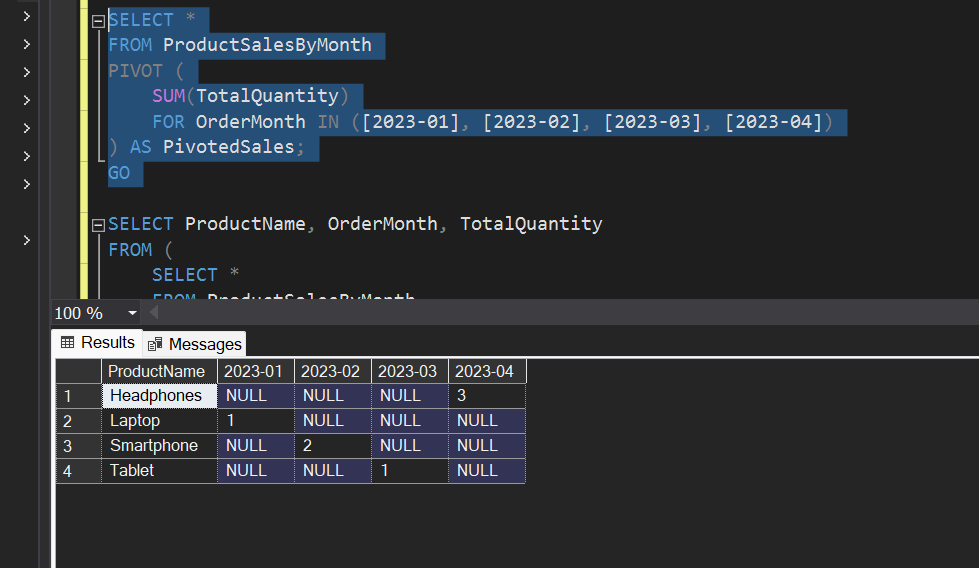 SELECT *
FROM ProductSalesByMonth
PIVOT (
SUM(TotalQuantity)
FOR OrderMonth IN ([2023-01], [2023-02], [2023-03], [2023-04])
) AS PivotedSales;
GO
SELECT ProductName, OrderMonth, TotalQuantity
FROM (
SELECT *
FROM ProductSalesByMonth
100 %
Results Messages
ProductName 2023-01 2023-02 2023-03 2023-04
1 Headphones NULL NULL NULL 3
2 Laptop 1 NULL NULL NULL
3 Smartphone NULL 2 NULL NULL
4 Tablet NULL NULL 1 NULL